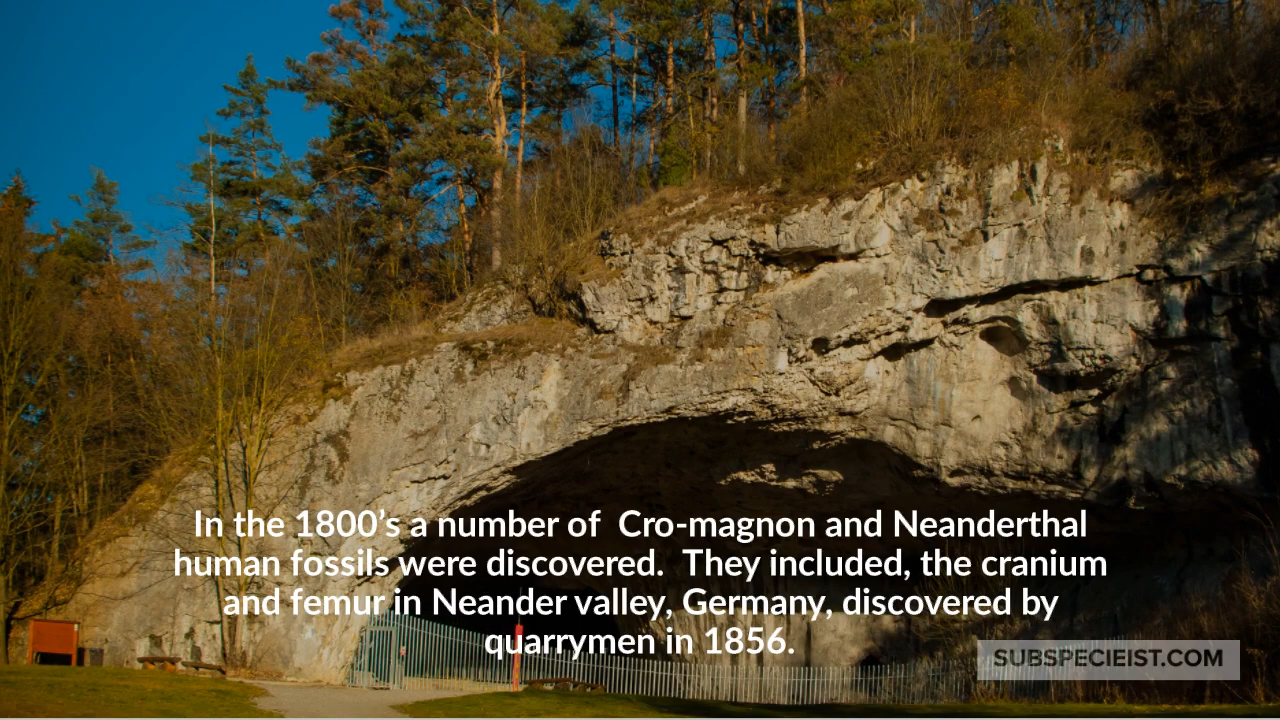 In the 1800’s a number of  Cro-magnon and Neanderthal
human fossils were discovered.  They included, the cranium
and femur in Neander valley, Germany, discovered by
quarrymen in 1856.
SUBSPECIEIST.COM